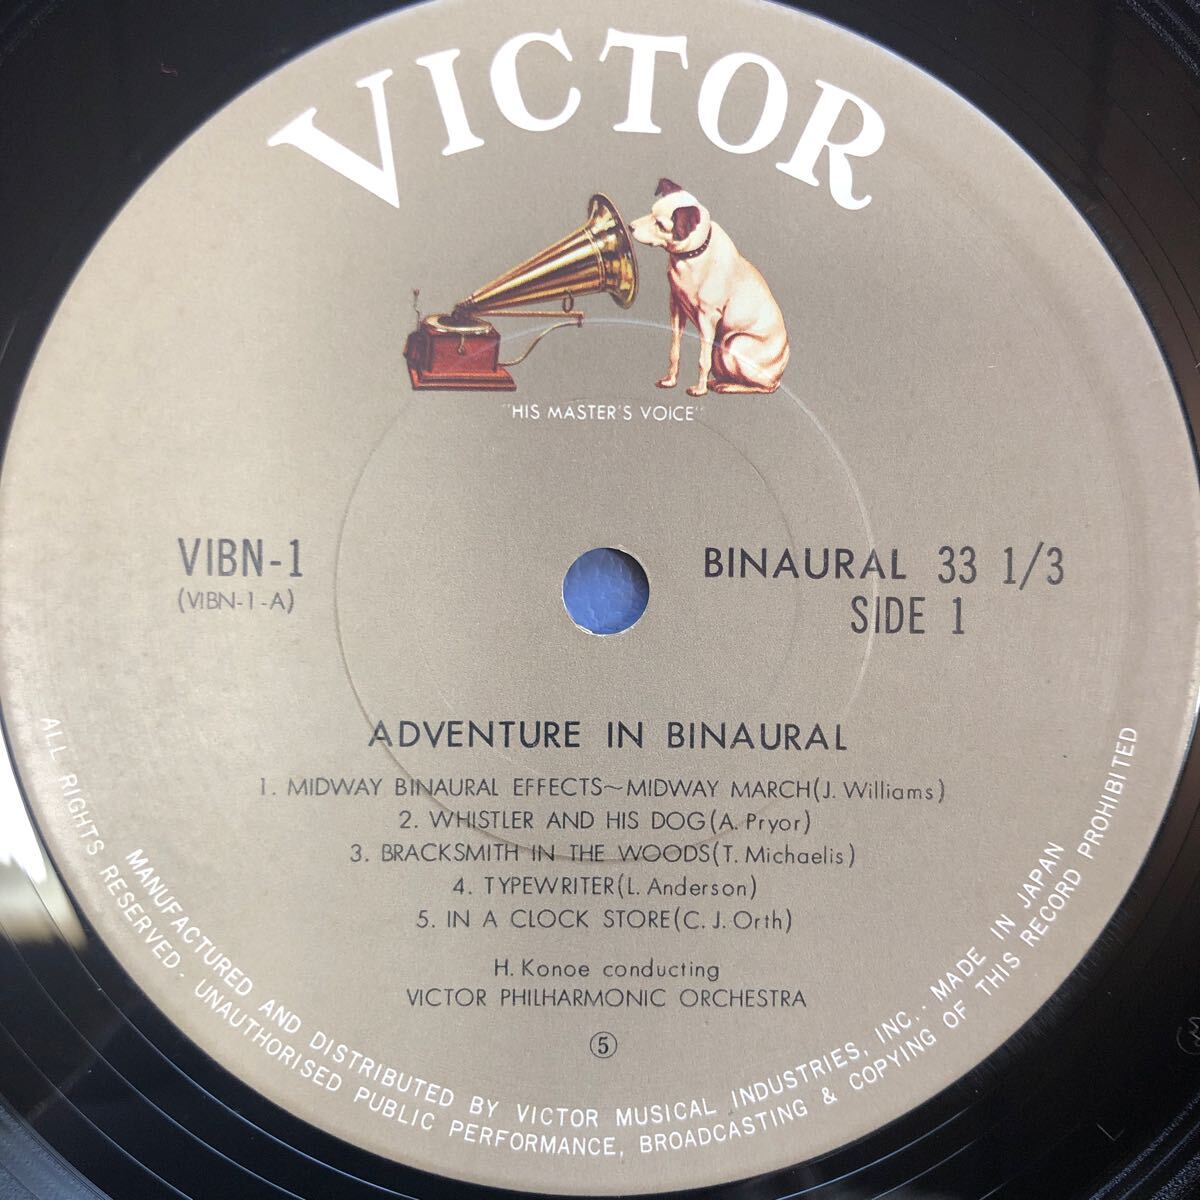 VICTOR
"HIS MASTER'S VOICE"
VIBN-1
(VIBN-1-A)
BINAURAL 33 1/3
SIDE 1
ADVENTURE IN BINAURAL
1. MIDWAY BINAURAL EFFECTS~MIDWAY MARCH(J. Williams)
2. WHISTLER AND HIS DOG(A. Pryor)
3. BRACKSMITH IN THE WOODS(T. Michaelis)
4. TYPEWRITER(L. Anderson)
5. IN A CLOCK STORE(C. J. Orth)
H. Konoe conducting
VICTOR PHILHARMONIC ORCHESTRA
⑤
MANUFACTURED AND DISTRIBUTED BY VICTOR MUSICAL INDUSTRIES, INC.. MADE IN JAPAN
ALL RIGHTS RESERVED. UNAUTHORISED PUBLIC PERFORMANCE, BROADCASTING & COPYING OF THIS RECORD PROHIBITED